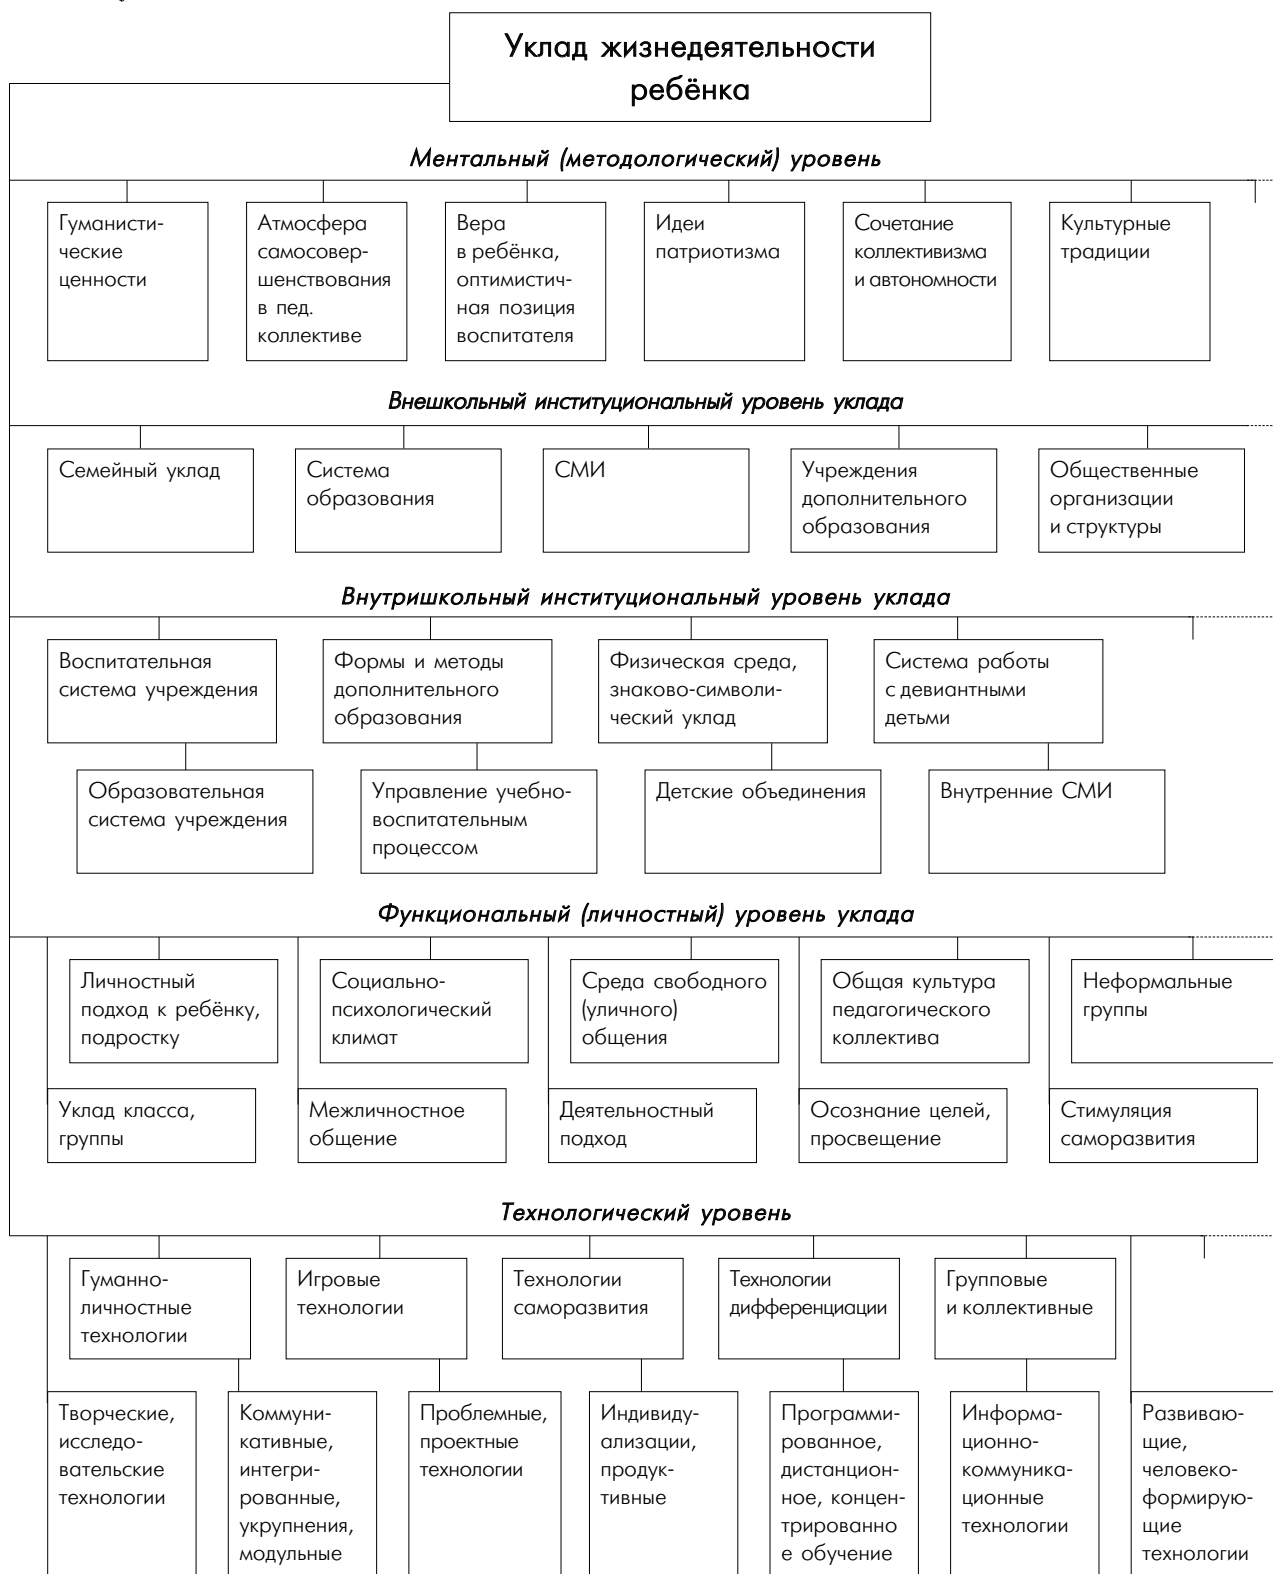 Уклад жизнедеятельности
ребёнка
Ментальный (методологический) уровень
Гуманисти-
ческие
ценности
Атмосфера
самосовер-
шенствования
в пед.
коллективе
Вера
в ребёнка,
оптимистич-
ная позиция
воспитателя
Идеи
патриотизма
Сочетание
коллективизма
и автономности
Культурные
традиции
Внешкольный институциональный уровень уклада
Семейный уклад
Система
образования
СМИ
Учреждения
дополнительного
образования
Общественные
организации
и структуры
Внутришкольный институциональный уровень уклада
Воспитательная
система учреждения
Формы и методы
дополнительного
образования
Физическая среда,
знаково-символи-
ческий уклад
Система работы
с девиантными
детьми
Образовательная
система учреждения
Управление учебно-
воспитательным
процессом
Детские объединения
Внутренние СМИ
Функциональный (личностный) уровень уклада
Личностный
подход к ребёнку,
подростку
Социально-
психологический
климат
Среда свободного
(уличного)
общения
Общая культура
педагогического
коллектива
Неформальные
группы
Уклад класса,
группы
Межличностное
общение
Деятельностный
подход
Осознание целей,
просвещение
Стимуляция
саморазвития
Технологический уровень
Гуманно-
личностные
технологии
Игровые
технологии
Технологии
саморазвития
Технологии
дифференциации
Групповые
и коллективные
Творческие,
исследо-
вательские
технологии
Коммуни-
кативные,
интегри-
рованные,
укрупнения,
модульные
Проблемные,
проектные
технологии
Индивиду-
ализации,
продук-
тивные
Программи-
рованное,
дистанцион-
ное, концен-
трированно
е обучение
Информа-
ционно-
коммуника-
ционные
технологии
Развиваю-
щие,
человеко-
формирую-
щие
технологии